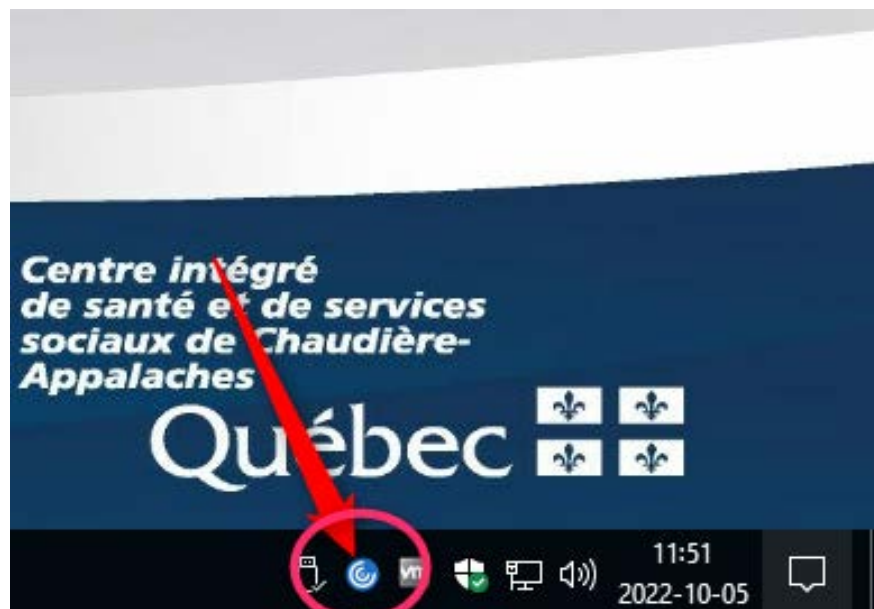 Centre intégré
de santé et de services
sociaux de Chaudière-
Appalaches
Québec
11:51
2022-10-05